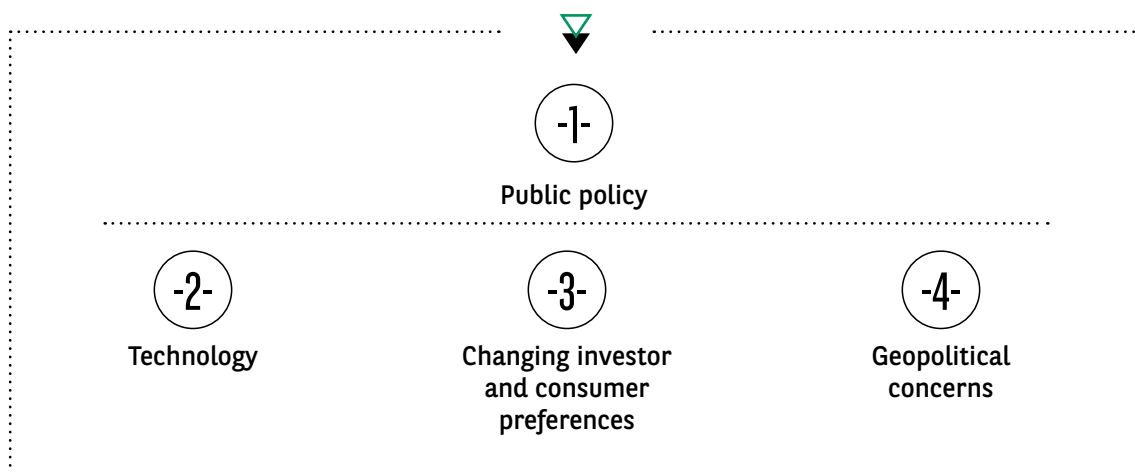 -1-
Public policy
-2-
Technology
-3-
Changing investor
and consumer
preferences
-4-
Geopolitical
concerns